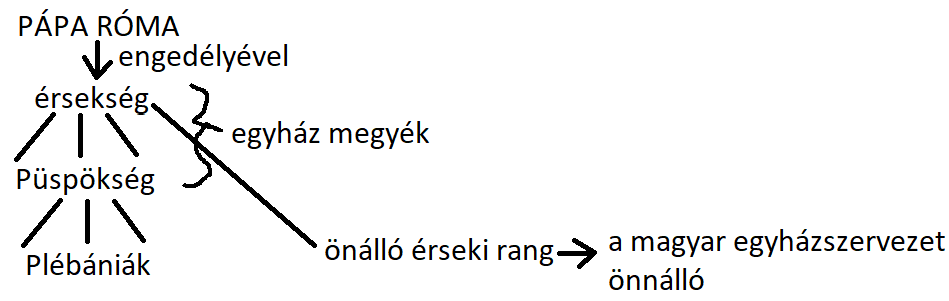 PÁPA RÓMA
engedélyével
érsekség
egyház megyék
Püspökség
önálló érseki rang
a magyar egyházszervezet
önnálló
Plébániák